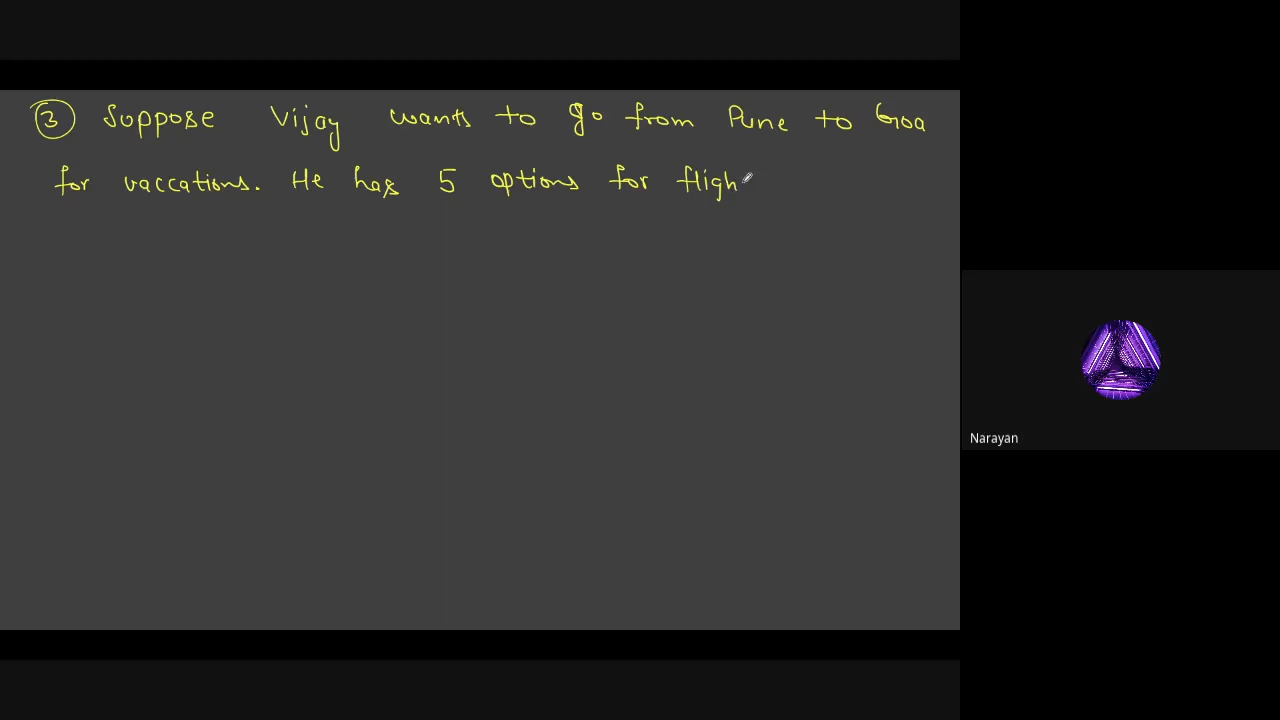 3 Suppose Vijay wants to go from Pune to Goa
for vaccations. He has 5 options for fligh
Narayan